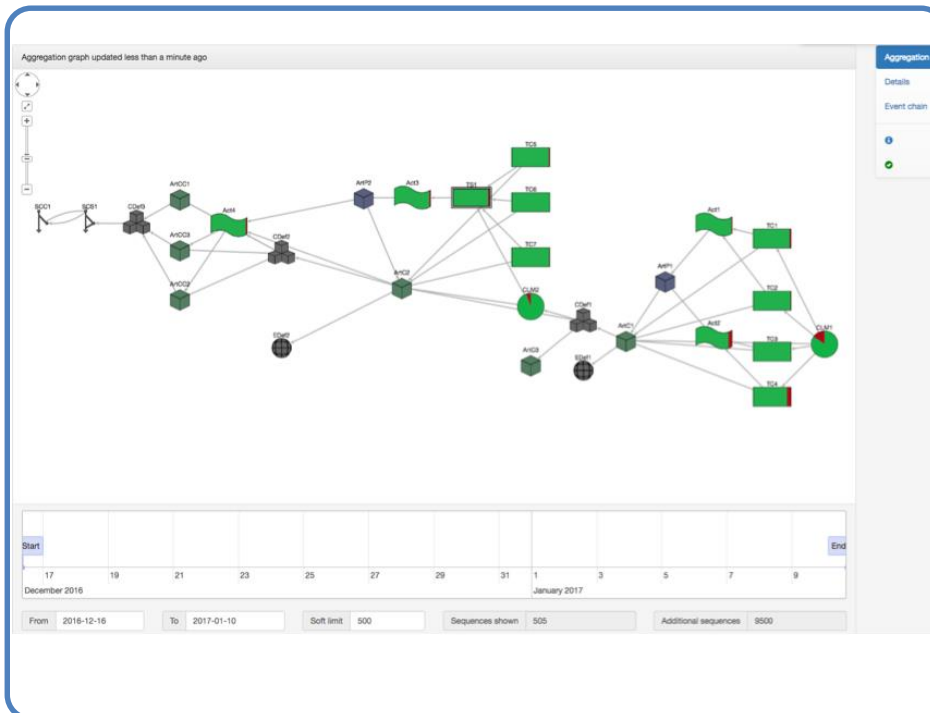 Aggregation graph updated less than a minute ago
Aggregation
Details
Event chain
SCC1
SCS1
CDef3
ArtCC1
ArtCC3
ArtCC2
Act4
CDef2
EDef2
ArtP2
Act3
TS1
ArtC2
TC5
TC6
TC7
CLM2
CDef1
ArtC3
EDef1
ArtC1
ArtP1
Act1
Act2
TC1
TC2
TC3
TC4
CLM1
Start End
17 19 21 23 25 27 29 31 1 3 5 7 9
December 2016 January 2017
From 2016-12-16 To 2017-01-10 Soft limit 500 Sequences shown 505 Additional sequences 9500